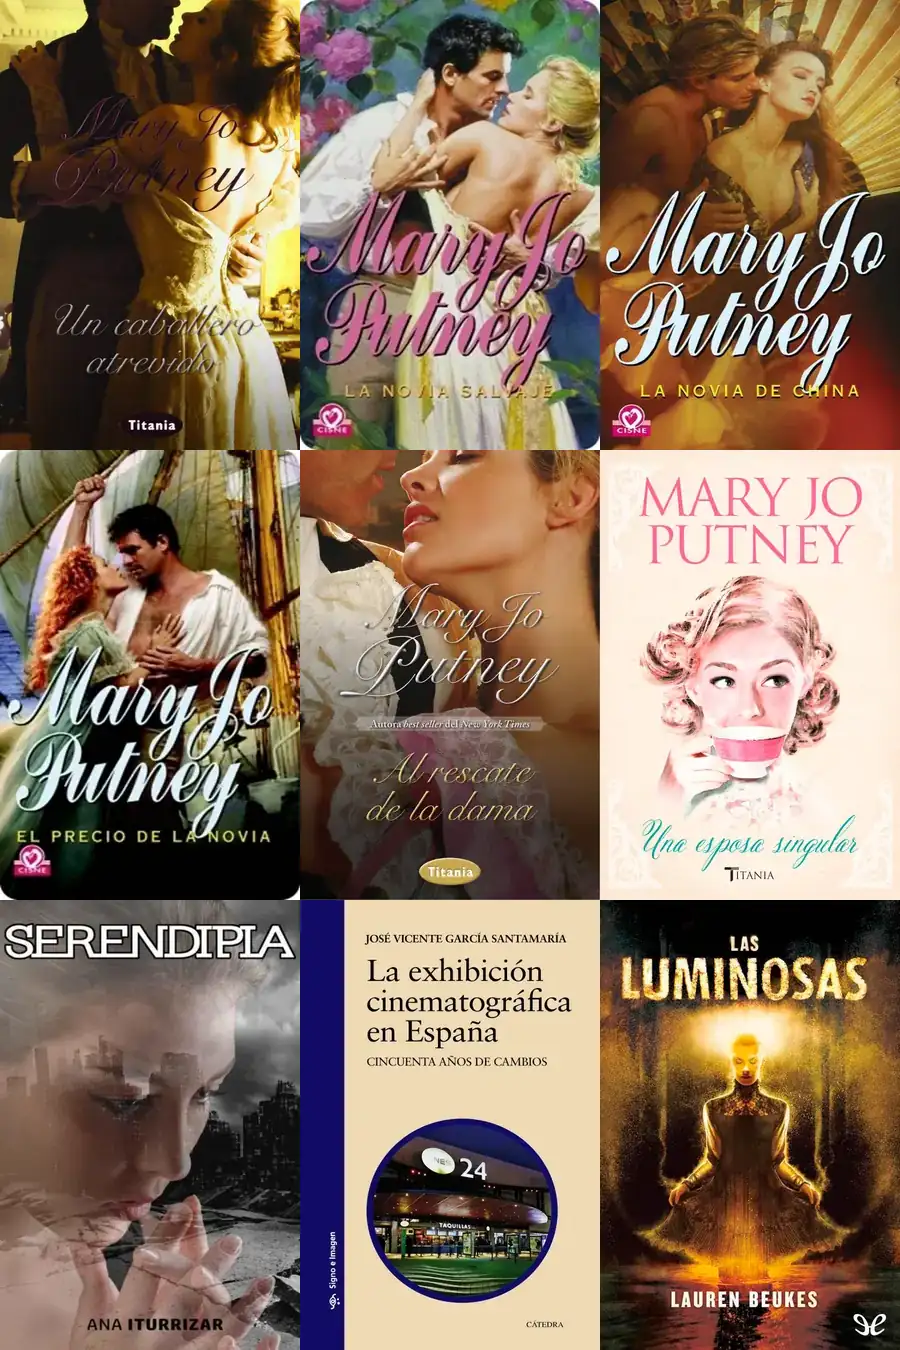 Mary Jo
Putney
Un caballero
atrevido
Titania
Mary Jo
Putney
LA NOVIA SALVAJE
CISNE
Mary Jo
Putney
LA NOVIA DE CHINA
CISNE
Mary Jo
Putney
EL PRECIO DE LA NOVIA
CISNE
Mary Jo
Putney
Autora best seller del New York Times
Al rescate
de la dama
Titania
MARY JO
PUTNEY
Una esposa singular
TITANIA
SERENDIPIA
ANA ITURRIZAR
JOSÉ VICENTE GARCÍA SANTAMARÍA
La exhibición
cinematográfica
en España
CINCUENTA AÑOS DE CAMBIOS
24
TAQUILLAS
Signo e Imagen
CÁTEDRA
LAS
LUMINOSAS
LAUREN BEUKES